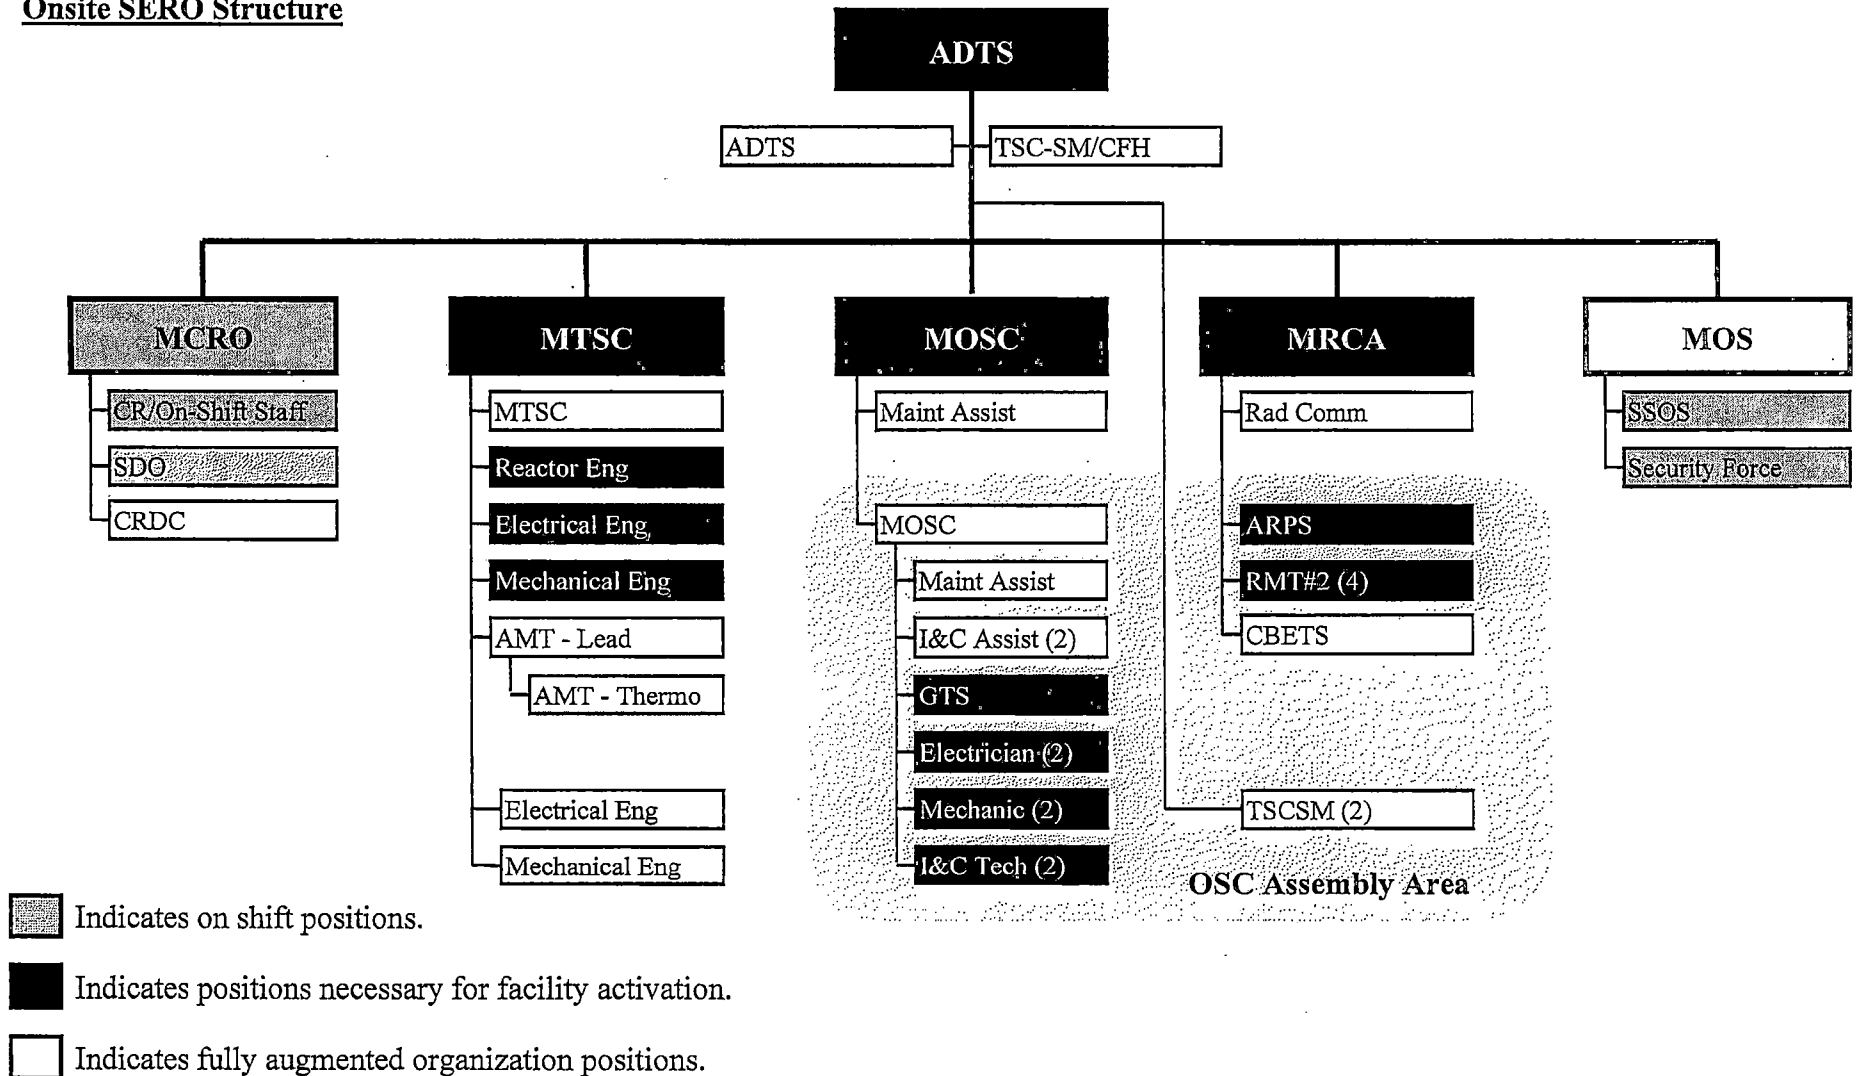 Onsite SERO Structure
ADTS
ADTS
TSC-SM/CFH
MCRO
CR/On-Shift Staff
SDO
CRDC
MTSC
MTSC
Reactor Eng
Electrical Eng
Mechanical Eng
AMT - Lead
AMT - Thermo
Electrical Eng
Mechanical Eng
MOSC
Maint Assist
MOSC
Maint Assist
I&C Assist (2)
GTS
Electrician (2)
Mechanic (2)
I&C Tech (2)
MRCA
Rad Comm
ARPS
RMT#2 (4)
CBETS
TSCSM (2)
OSC Assembly Area
MOS
SSOS
Security Force
Indicates on shift positions.
Indicates positions necessary for facility activation.
Indicates fully augmented organization positions.